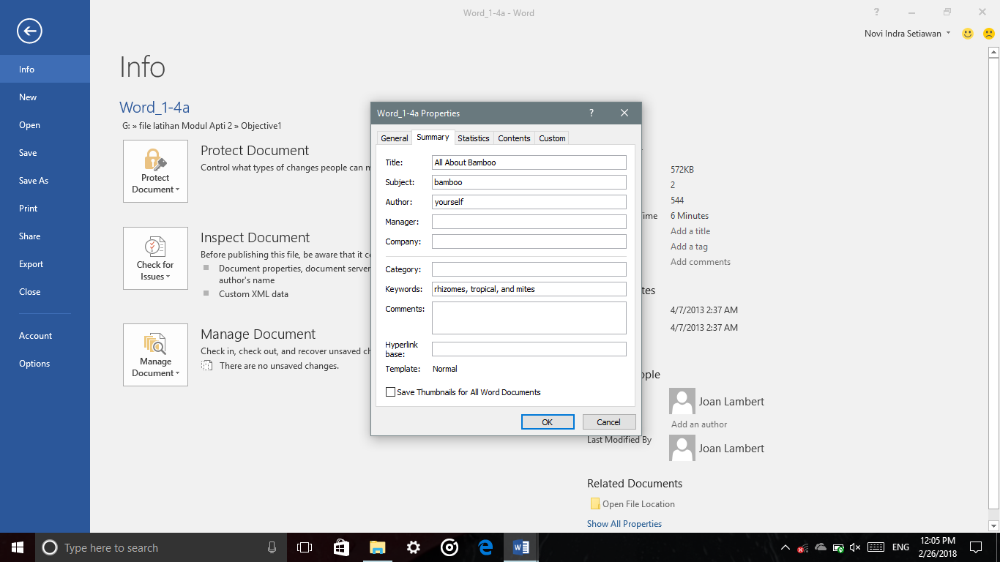 Word_1-4a - Word
?
Novi Indra Setiawan
Info
New
Open
Save
Save As
Print
Share
Export
Close
Account
Options
Info
Word_1-4a
G: » file latihan Modul Apti 2 » Objective1
Protect Document
Protect Document
Control what types of changes people can
Check for Issues
Inspect Document
Before publishing this file, be aware that it
Document properties, document server
author's name
Custom XML data
Manage Document
Manage Document
Check in, check out, and recover unsaved
There are no unsaved changes.
Word_1-4a Properties
?
General Summary Statistics Contents Custom
Title: All About Bamboo
Subject: bamboo
Author: yourself
Manager:
Company:
Category:
Keywords: rhizomes, tropical, and mites
Comments:
Hyperlink
base:
Template: Normal
Save Thumbnails for All Word Documents
OK Cancel
572KB
2
544
6 Minutes
Add a title
Add a tag
Add comments
4/7/2013 2:37 AM
4/7/2013 2:37 AM
Joan Lambert
Add an author
Last Modified By
Joan Lambert
Related Documents
Open File Location
Show All Properties
Type here to search
ENG
12:05 PM
2/26/2018